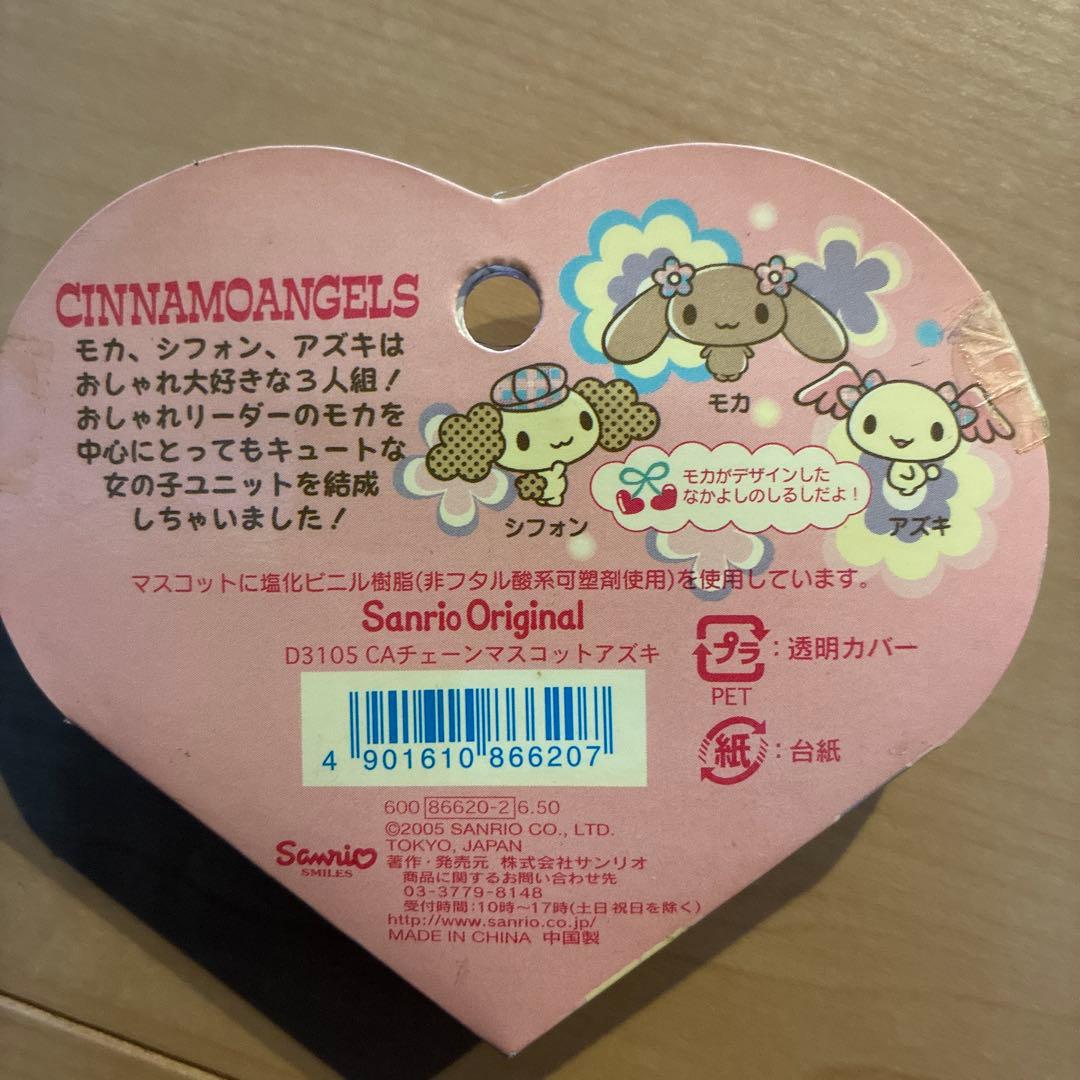 CINNAMOANGELS
モカ、シフォン、アズキは
おしゃれ大好きな3人組!
おしゃれリーダーのモカを
中心にとってもキュートな
女の子ユニットを結成
しちゃいました!
モカ
シフォン
モカがデザインした
なかよしのしるしだよ!
アズキ
マスコットに塩化ビニル樹脂(非フタル酸系可塑剤使用)を使用しています。
Sanrio Original
D3105 CAチェーンマスコットアズキ
4 901610 866207
プラ:透明カバー
PET
紙:台紙
600 86620-2 6.50
©2005 SANRIO CO., LTD.
TOKYO, JAPAN
Sanrio
SMILES
著作・発売元 株式会社サンリオ
商品に関するお問い合わせ先
03-3779-8148
受付時間:10時〜17時(土日祝日を除く)
http://www.sanrio.co.jp/
MADE IN CHINA 中国製